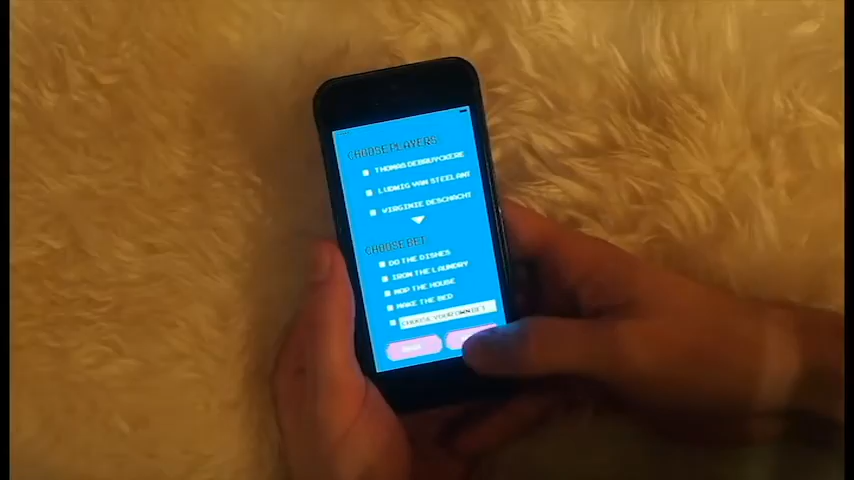 CHOOSE PLAYERS:
THOMAS DEBRUYCKERE
LUDWIG VAN STEELANT
VIRGINIE DESCHACHT
CHOOSE BET:
DO THE DISHES
IRON THE LAUNDRY
MOP THE HOUSE
MAKE THE BED
CHOOSE YOUR OWN BET